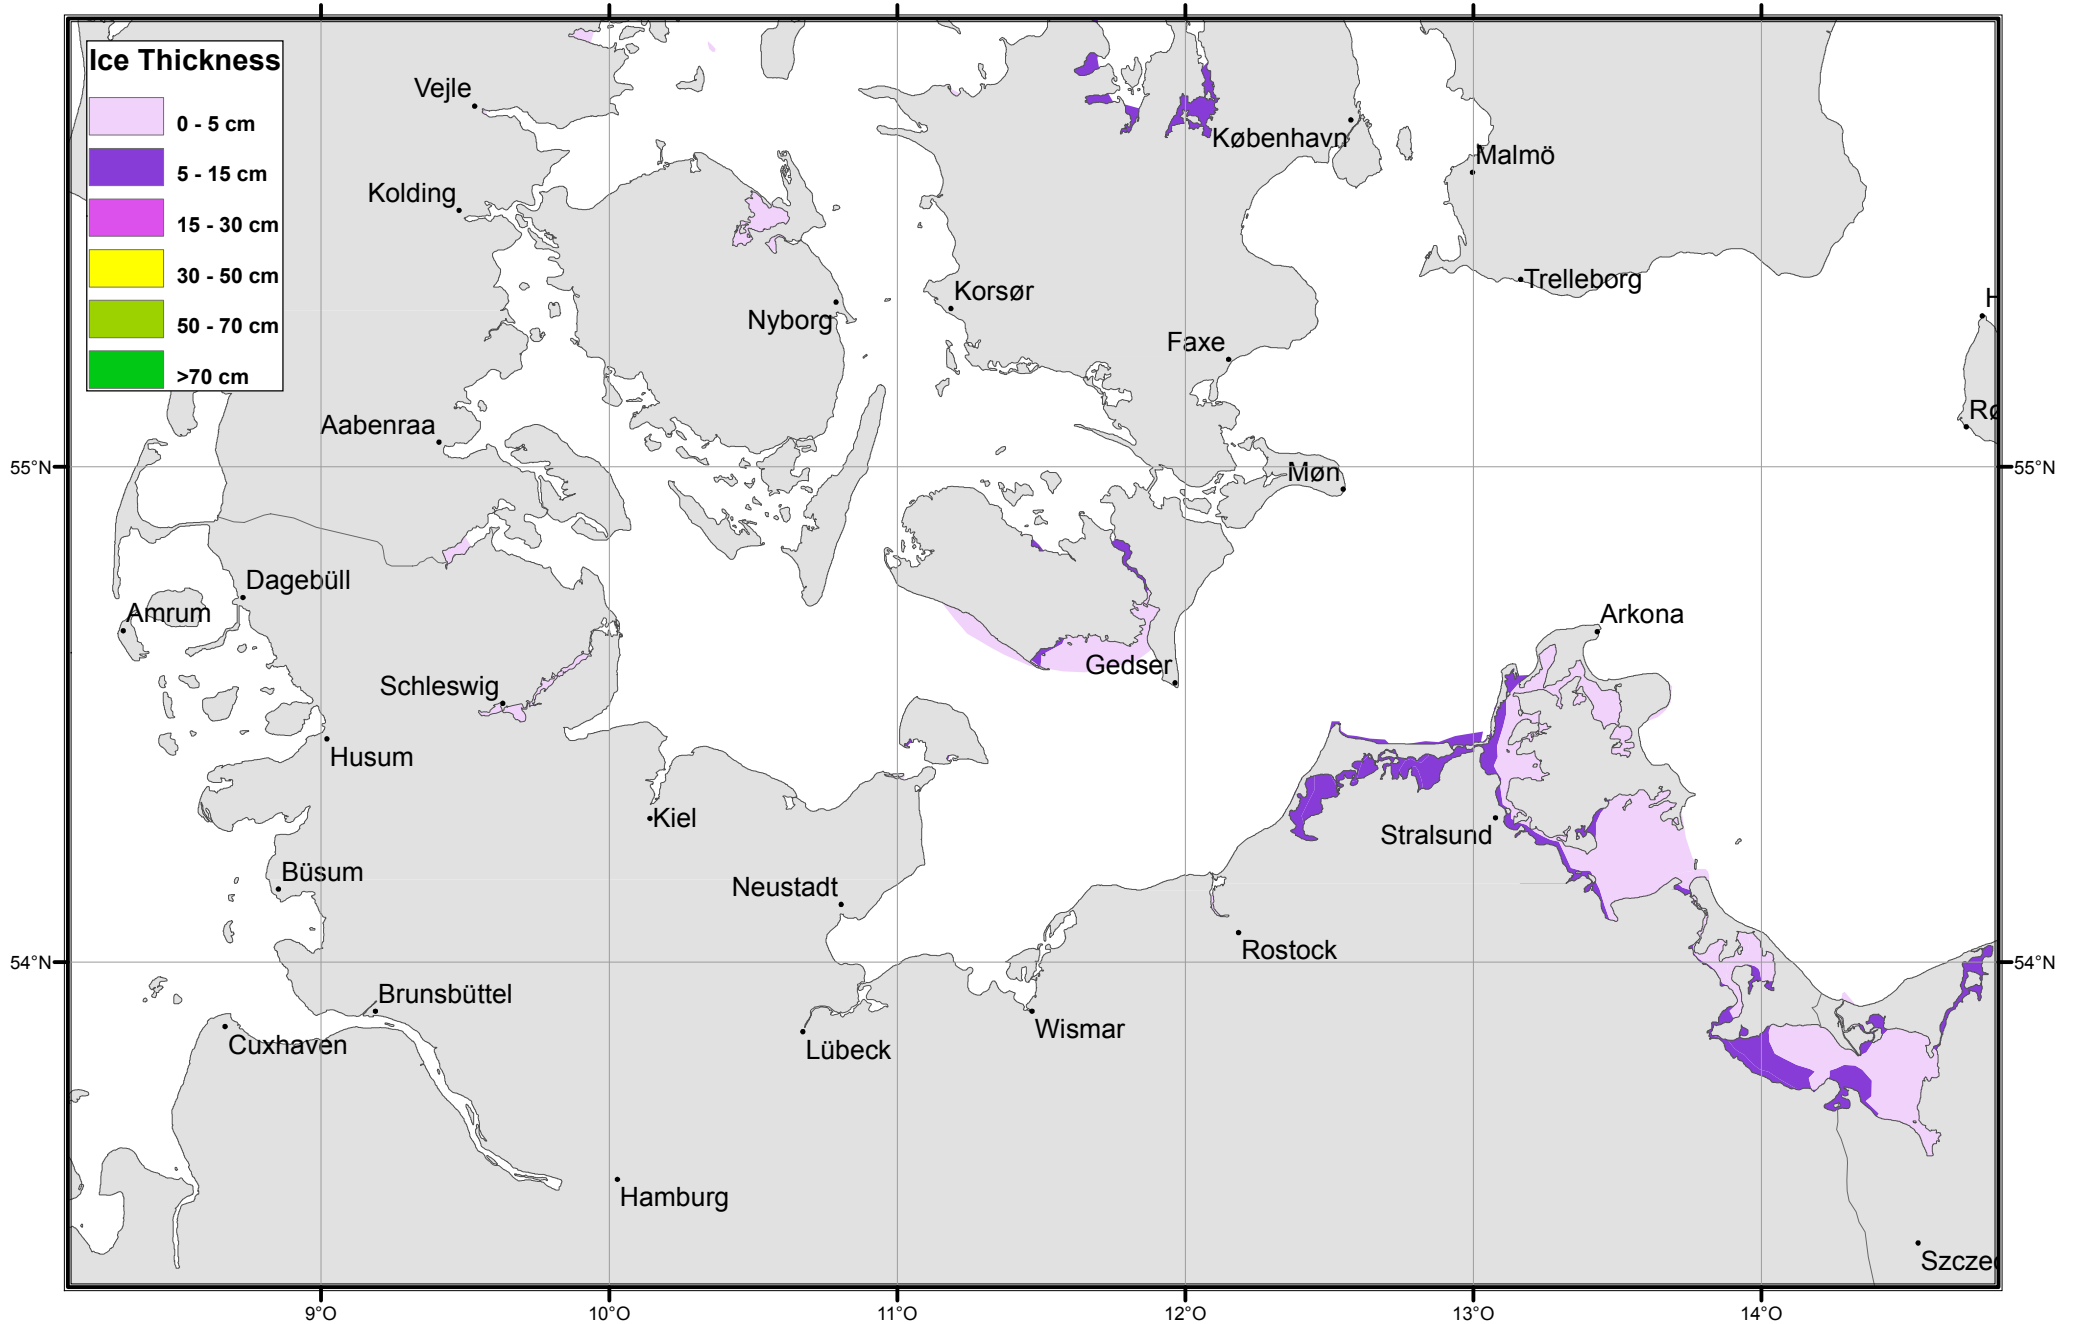 Ice Thickness
0 - 5 cm
5 - 15 cm
15 - 30 cm
30 - 50 cm
50 - 70 cm
>70 cm
Vejle
København
Malmö
Kolding
Trelleborg
Korsør
H
Nyborg
Faxe
Rø
Aabenraa
55°N
Møn
55°N
Dagebüll
Amrum
Arkona
Gedser
Schleswig
Husum
Kiel
Stralsund
Büsum
Neustadt
Rostock
54°N
54°N
Brunsbüttel
Cuxhaven
Wismar
Lübeck
Hamburg
Szcze
9°O
10°O
11°O
12°O
13°O
14°O